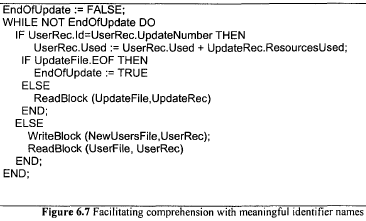 EndOfUpdate := FALSE;
WHILE NOT EndOfUpdate DO
IF UserRec.Id=UserRec.UpdateNumber THEN
UserRec.Used := UserRec.Used + UpdateRec.ResourcesUsed;
IF UpdateFile.EOF THEN
EndOfUpdate := TRUE
ELSE
ReadBlock (UpdateFile,UpdateRec)
END;
ELSE
WriteBlock (NewUsersFile,UserRec);
ReadBlock (UserFile, UserRec)
END;
END;
Figure 6.7 Facilitating comprehension with meaningful identifier names